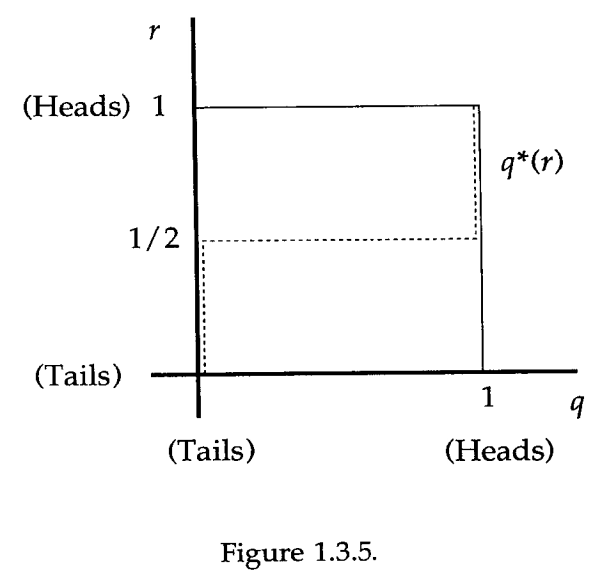 r
(Heads) 1
q*(r)
1/2
(Tails)
1
q
(Tails)
(Heads)
Figure 1.3.5.